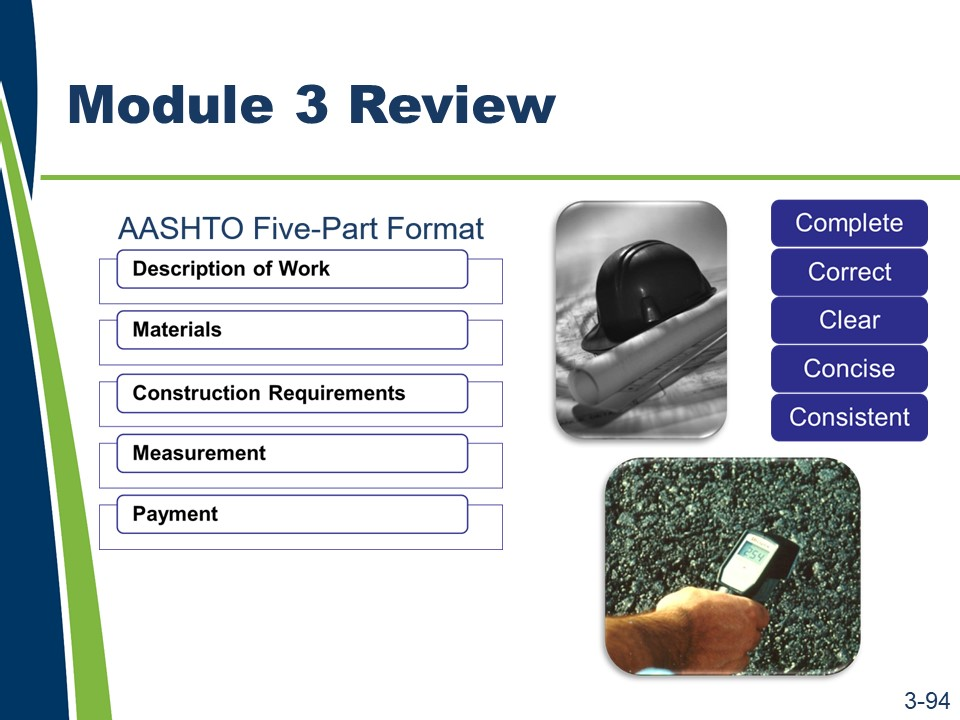 Module 3 Review
AASHTO Five-Part Format
Description of Work
Materials
Construction Requirements
Measurement
Payment
Complete
Correct
Clear
Concise
Consistent
254
3-94